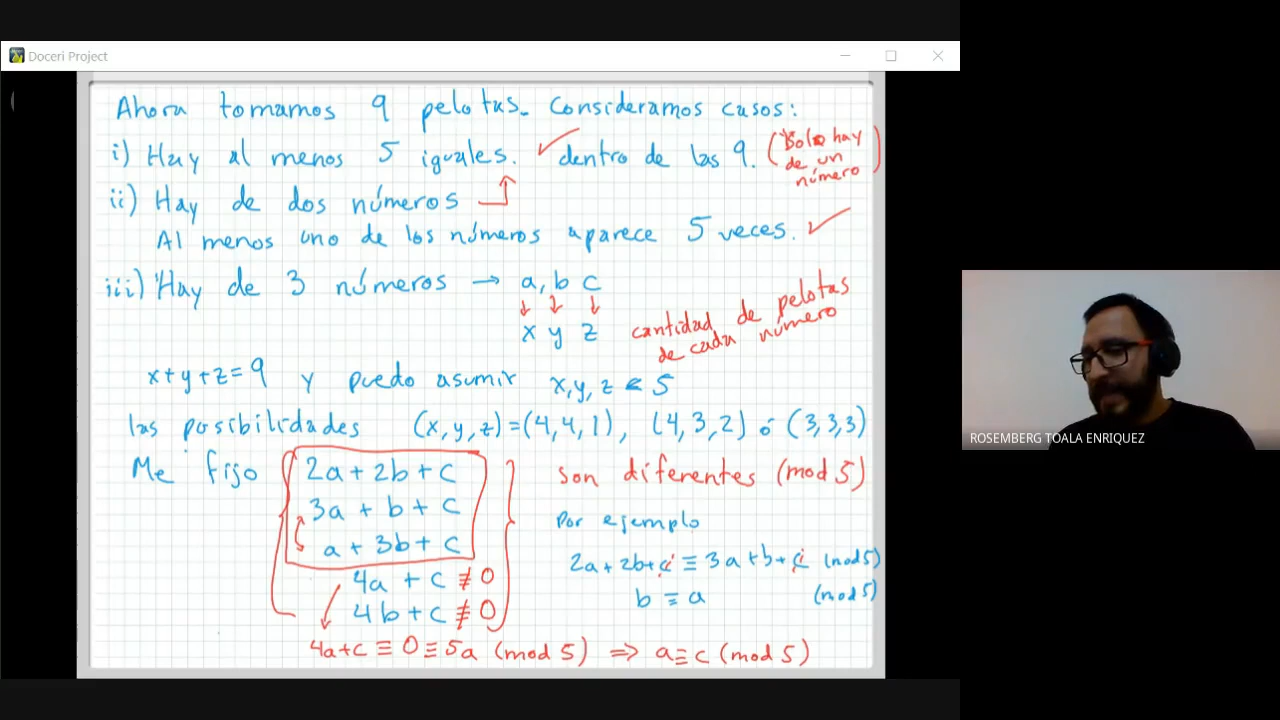 Doceri Project
Ahora tomamos 9 pelotas. Consideramos casos:
i) Hay al menos 5 iguales. ✓ dentro de las 9. (Solo hay de un número)
ii) Hay de dos números
Al menos uno de los números aparece 5 veces. ✓
iii) Hay de 3 números → a, b c
↓ ↓ ↓
x y z cantidad de pelotas de cada número
x+y+z=9 y puedo asumir x,y,z < 5
las posibilidades (x,y,z)=(4,4,1), (4,3,2) ó (3,3,3)
Me fijo 2a+2b+c son diferentes (mod 5)
3a+b+c Por ejemplo
a+3b+c 2a+2b+c ≡ 3a+b+c (mod 5)
4a+c ≢ 0 b ≡ a (mod 5)
4b+c ≢ 0
4a+c ≡ 0 ≡ 5a (mod 5) ⇒ a≡c (mod 5)
ROSEMBERG TOALA ENRIQUEZ